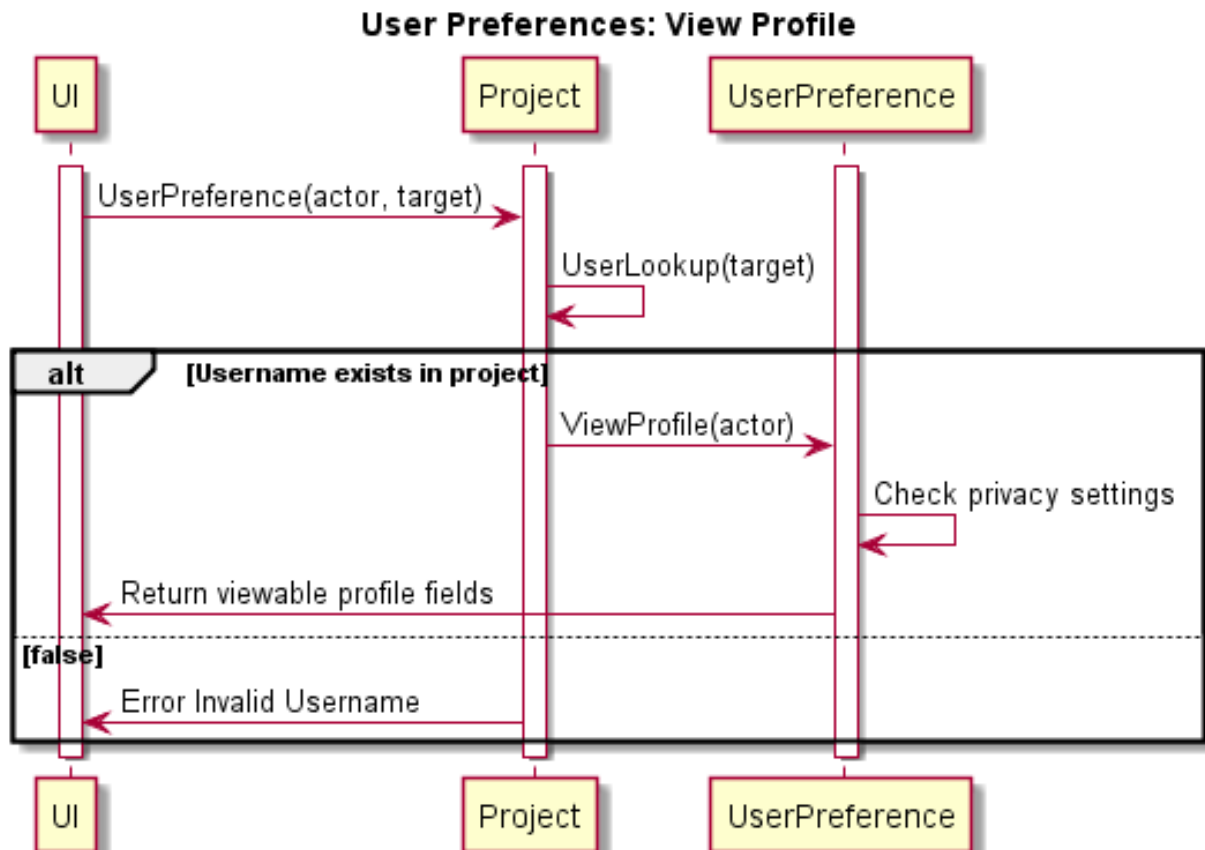 User Preferences: View Profile
UI
Project
UserPreference
UserPreference(actor, target)
UserLookup(target)
alt
[Username exists in project]
ViewProfile(actor)
Check privacy settings
Return viewable profile fields
[false]
Error Invalid Username
UI
Project
UserPreference